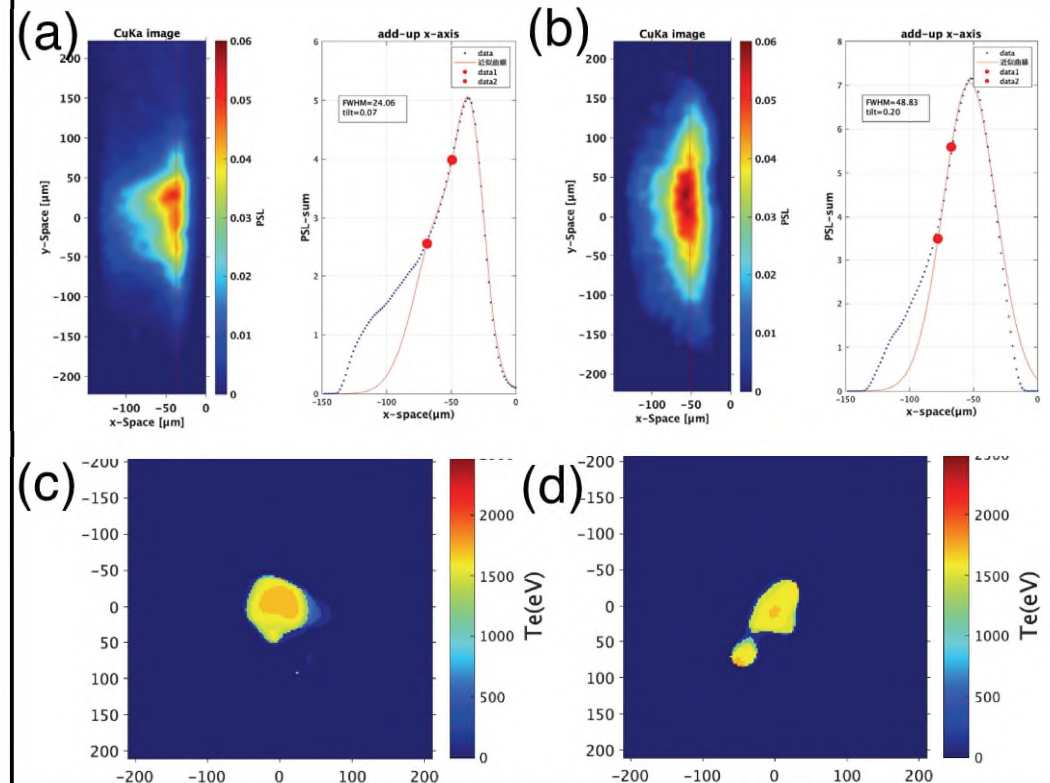 (a)
CuKa image
200
150
100
50
0
-50
-100
-150
-200
y-Space [µm]
-100 -50 0
x-Space [µm]
0.06
0.05
0.04
0.03
0.02
0.01
0
PSL
add-up x-axis
6
5
4
3
2
1
0
PSL-sum
-150 -100 -50 0
x-space(µm)
data
近似曲線
data1
data2
FWHM=24.06
tilt=0.07
(b)
CuKa image
200
150
100
50
0
-50
-100
-150
-200
y-Space [µm]
-100 -50 0
x-Space [µm]
0.06
0.05
0.04
0.03
0.02
0.01
0
PSL
add-up x-axis
8
7
6
5
4
3
2
1
0
PSL-sum
-150 -100 -50 0
x-space(µm)
data
近似曲線
data1
data2
FWHM=48.83
tilt=0.20
(c)
-200
-150
-100
-50
0
50
100
150
200
-200 -100 0 100 200
2000
1500
1000
500
0
Te(eV)
(d)
-200
-150
-100
-50
0
50
100
150
200
-200 -100 0 100 200
2500
2000
1500
1000
500
0
Te(eV)